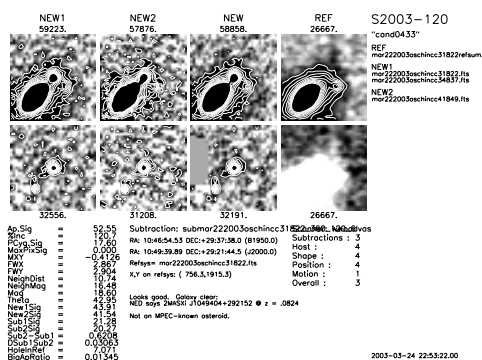 NEW1 NEW2 NEW REF S2003-120
59223. 57876. 58858. 26667.
"cand0433"
REF
mar222003oschincc31822refsum
NEW1
mar222003oschincc31822.fts
mar222003oschincc34837.fts
NEW2
mar222003oschincc41849.fts
32556. 31208. 32191. 26667.
Ap.Sig = 52.55
%Inc = 120.7
PCyg.Sig = 17.60
MaxPixSig = 0.000
MXY = -0.4126
FWX = 2.867
FWY = 2.904
NeighDist = 10.74
NeighMag = 16.48
Mag = 18.60
Theta = 42.95
New1Sig = 43.91
New2Sig = 41.54
Sub1Sig = 21.28
Sub2Sig = 20.27
Sub2-Sub1 = 0.6208
DSub1Sub2 = 0.03063
HoleInRef = 7.071
BigApRatio = 0.01345
Subtraction:
RA: 10:46:54.53 DEC:+29:37:38.0 (B1950.0)
RA: 10:49:39.89 DEC:+29:21:44.5 (J2000.0)
Refsys= mar222003oschincc31822.fts
X,Y on refsys: ( 756.3,1915.3)
Looks good. Galaxy clear:
NED says 2MASXi J1049404+292152 @ z = .0824
Not an MPEC-known asteroid.
Subtractions : 3
Host : 4
Shape : 4
Position : 4
Motion : 1
Overall : 3
2003-03-24 22:53:22.00